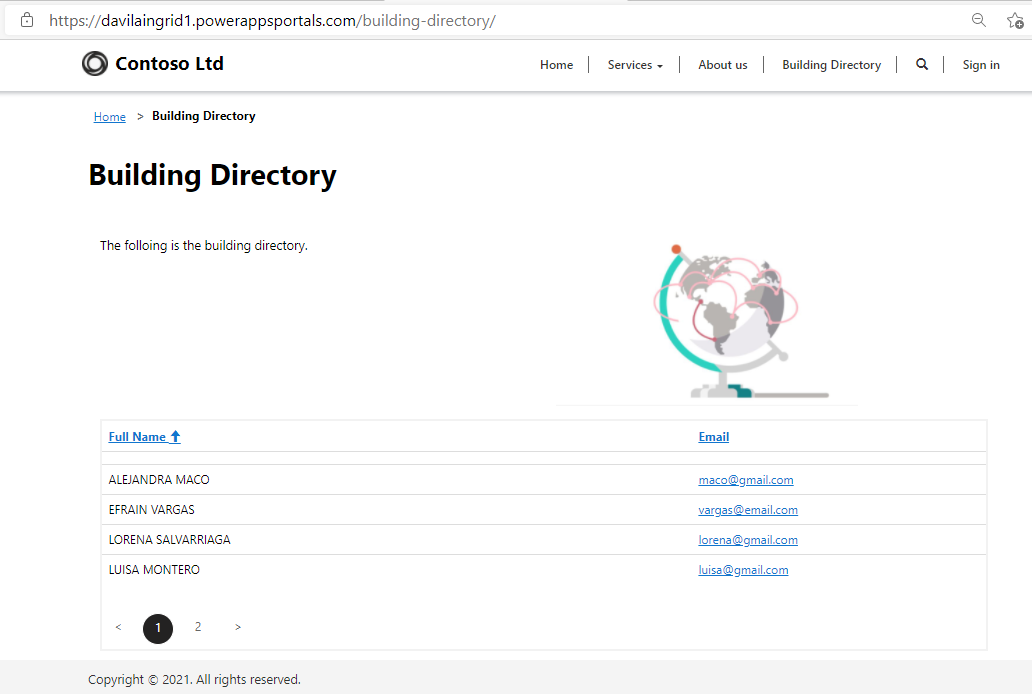 https://davilaingrid1.powerappsportals.com/building-directory/
Contoso Ltd
Home Services About us Building Directory Sign in
Home > Building Directory
Building Directory
The folloing is the building directory.
Full Name Email
ALEJANDRA MACO maco@gmail.com
EFRAIN VARGAS vargas@email.com
LORENA SALVARRIAGA lorena@gmail.com
LUISA MONTERO luisa@gmail.com
< 1 2 >
Copyright © 2021. All rights reserved.